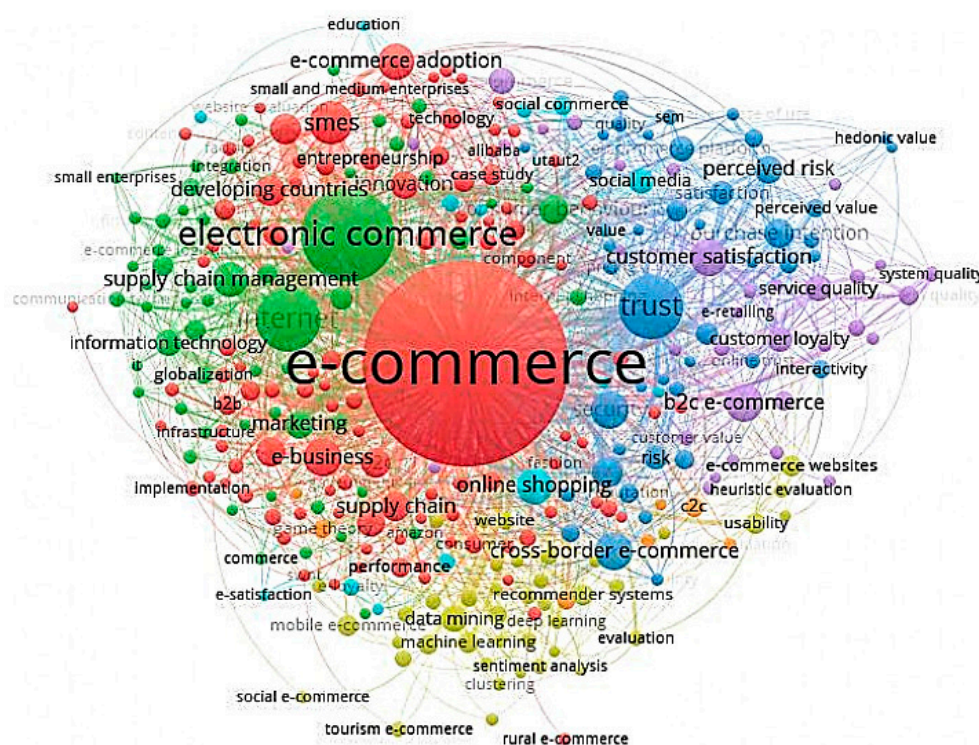 education
e-commerce adoption
small and medium enterprises
social commerce
smes
technology
quality
sem
hedonic value
integration
entrepreneurship
alibaba
utaut2
small enterprises
developing countries
innovation
case study
social media
perceived risk
satisfaction
perceived value
value
purchase intention
electronic commerce
component
customer satisfaction
supply chain management
service quality
system quality
internet
trust
e-retailing
information technology
customer loyalty
it
globalization
e-commerce
interactivity
b2b
security
b2c e-commerce
marketing
infrastructure
customer value
e-business
risk
fashion
e-commerce websites
implementation
online shopping
heuristic evaluation
supply chain
c2c
game theory
website
usability
amazon
consumer
cross-border e-commerce
commerce
performance
e-loyalty
e-satisfaction
recommender systems
mobile e-commerce
data mining
deep learning
machine learning
evaluation
sentiment analysis
clustering
social e-commerce
tourism e-commerce
rural e-commerce